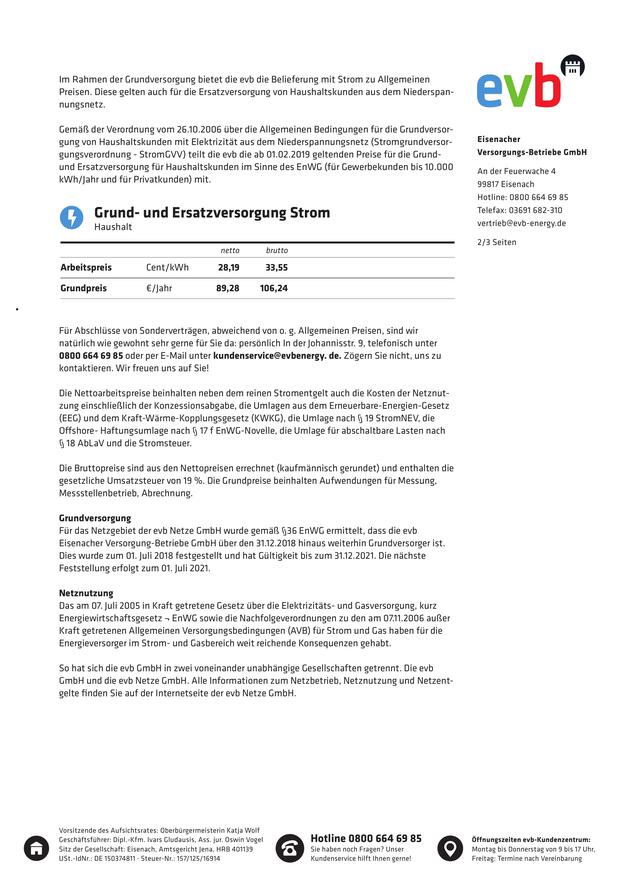 Im Rahmen der Grundversorgung bietet die evb die Belieferung mit Strom zu Allgemeinen
Preisen. Diese gelten auch für die Ersatzversorgung von Haushaltskunden aus dem Niederspan-
nungsnetz.
Gemäß der Verordnung vom 26.10.2006 über die Allgemeinen Bedingungen für die Grundversor-
gung von Haushaltskunden mit Elektrizität aus dem Niederspannungsnetz (Stromgrundversor-
gungsverordnung - StromGVV) teilt die evb die ab 01.02.2019 geltenden Preise für die Grund-
und Ersatzversorgung für Haushaltskunden im Sinne des EnWG (für Gewerbekunden bis 10.000
kWh/Jahr und für Privatkunden) mit.
evb
Eisenacher
Versorgungs-Betriebe GmbH
An der Feuerwache 4
99817 Eisenach
Hotline: 0800 664 69 85
Telefax: 03691 682-310
vertrieb@evb-energy.de
2/3 Seiten
Grund- und Ersatzversorgung Strom
Haushalt
netto brutto
Arbeitspreis Cent/kWh 28,19 33,55
Grundpreis €/Jahr 89,28 106,24
Für Abschlüsse von Sonderverträgen, abweichend von o. g. Allgemeinen Preisen, sind wir
natürlich wie gewohnt sehr gerne für Sie da: persönlich In der Johannisstr. 9, telefonisch unter
0800 664 69 85 oder per E-Mail unter kundenservice@evbenergy. de. Zögern Sie nicht, uns zu
kontaktieren. Wir freuen uns auf Sie!
Die Nettoarbeitspreise beinhalten neben dem reinen Stromentgelt auch die Kosten der Netznut-
zung einschließlich der Konzessionsabgabe, die Umlagen aus dem Erneuerbare-Energien-Gesetz
(EEG) und dem Kraft-Wärme-Kopplungsgesetz (KWKG), die Umlage nach § 19 StromNEV, die
Offshore- Haftungsumlage nach § 17 f EnWG-Novelle, die Umlage für abschaltbare Lasten nach
§ 18 AbLaV und die Stromsteuer.
Die Bruttopreise sind aus den Nettopreisen errechnet (kaufmännisch gerundet) und enthalten die
gesetzliche Umsatzsteuer von 19 %. Die Grundpreise beinhalten Aufwendungen für Messung,
Messstellenbetrieb, Abrechnung.
Grundversorgung
Für das Netzgebiet der evb Netze GmbH wurde gemäß §36 EnWG ermittelt, dass die evb
Eisenacher Versorgung-Betriebe GmbH über den 31.12.2018 hinaus weiterhin Grundversorger ist.
Dies wurde zum 01. Juli 2018 festgestellt und hat Gültigkeit bis zum 31.12.2021. Die nächste
Feststellung erfolgt zum 01. Juli 2021.
Netznutzung
Das am 07. Juli 2005 in Kraft getretene Gesetz über die Elektrizitäts- und Gasversorgung, kurz
Energiewirtschaftsgesetz ¬ EnWG sowie die Nachfolgeverordnungen zu den am 07.11.2006 außer
Kraft getretenen Allgemeinen Versorgungsbedingungen (AVB) für Strom und Gas haben für die
Energieversorger im Strom- und Gasbereich weit reichende Konsequenzen gehabt.
So hat sich die evb GmbH in zwei voneinander unabhängige Gesellschaften getrennt. Die evb
GmbH und die evb Netze GmbH. Alle Informationen zum Netzbetrieb, Netznutzung und Netzent-
gelte finden Sie auf der Internetseite der evb Netze GmbH.
Vorsitzende des Aufsichtsrates: Oberbürgermeisterin Katja Wolf
Geschäftsführer: Dipl.-Kfm. Ivars Gludausis, Ass. jur. Oswin Vogel
Sitz der Gesellschaft: Eisenach, Amtsgericht Jena, HRB 401139
USt.-IdNr.: DE 150374811 · Steuer-Nr.: 157/125/16914
Hotline 0800 664 69 85
Sie haben noch Fragen? Unser
Kundenservice hilft Ihnen gerne!
Öffnungszeiten evb-Kundenzentrum:
Montag bis Donnerstag von 9 bis 17 Uhr,
Freitag: Termine nach Vereinbarung